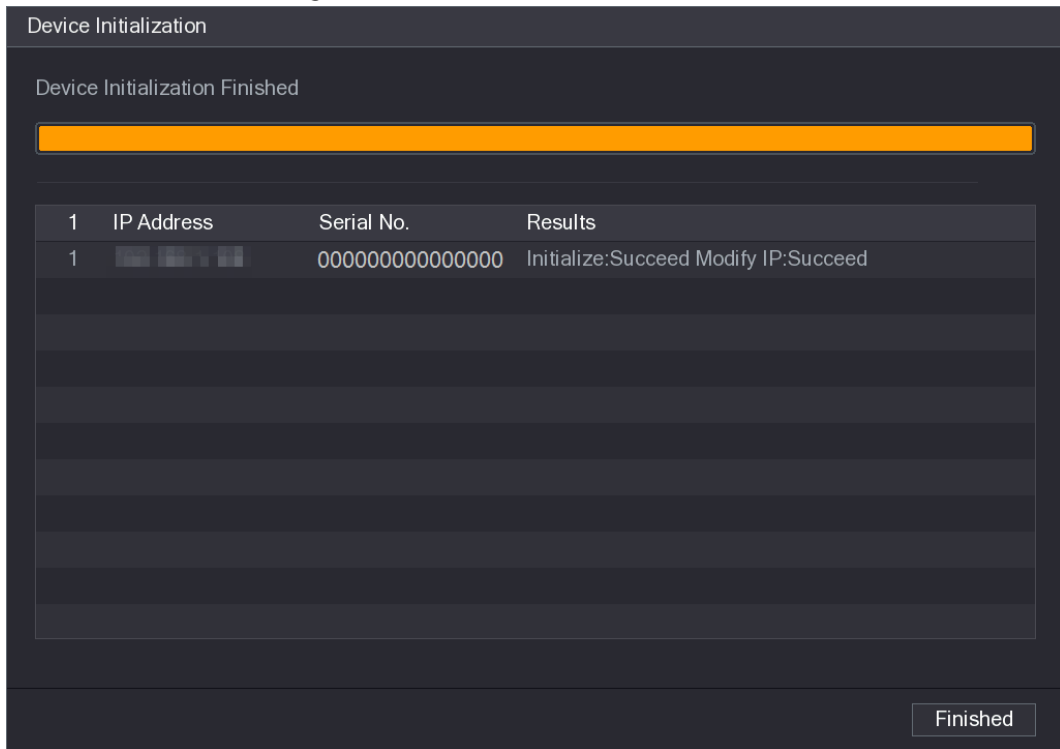 Device Initialization
Device Initialization Finished
1 IP Address Serial No. Results
1 000000000000000 Initialize:Succeed Modify IP:Succeed
Finished